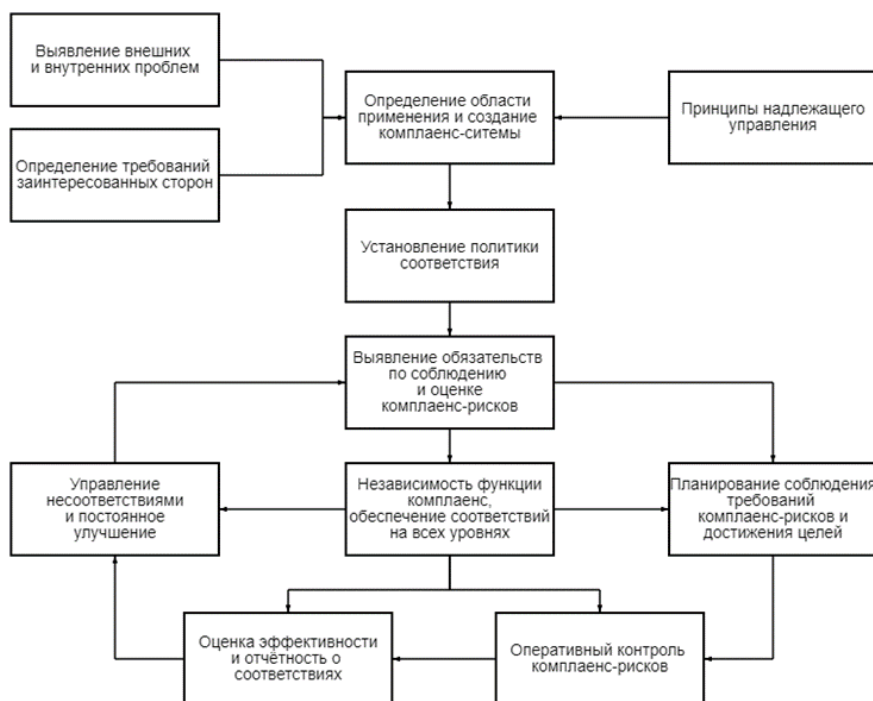 Выявление внешних
и внутренних проблем
Определение области
применения и создание
комплаенс-ситемы
Принципы надлежащего
управления
Определение требований
заинтересованных сторон
Установление политики
соответствия
Выявление обязательств
по соблюдению
и оценке
комплаенс-рисков
Управление
несоответствиями
и постоянное
улучшение
Независимость функции
комплаенс,
обеспечение соответствий
на всех уровнях
Планирование соблюдения
требований
комплаенс-рисков и
достижения целей
Оценка эффективности
и отчётность о
соответствиях
Оперативный контроль
комплаенс-рисков